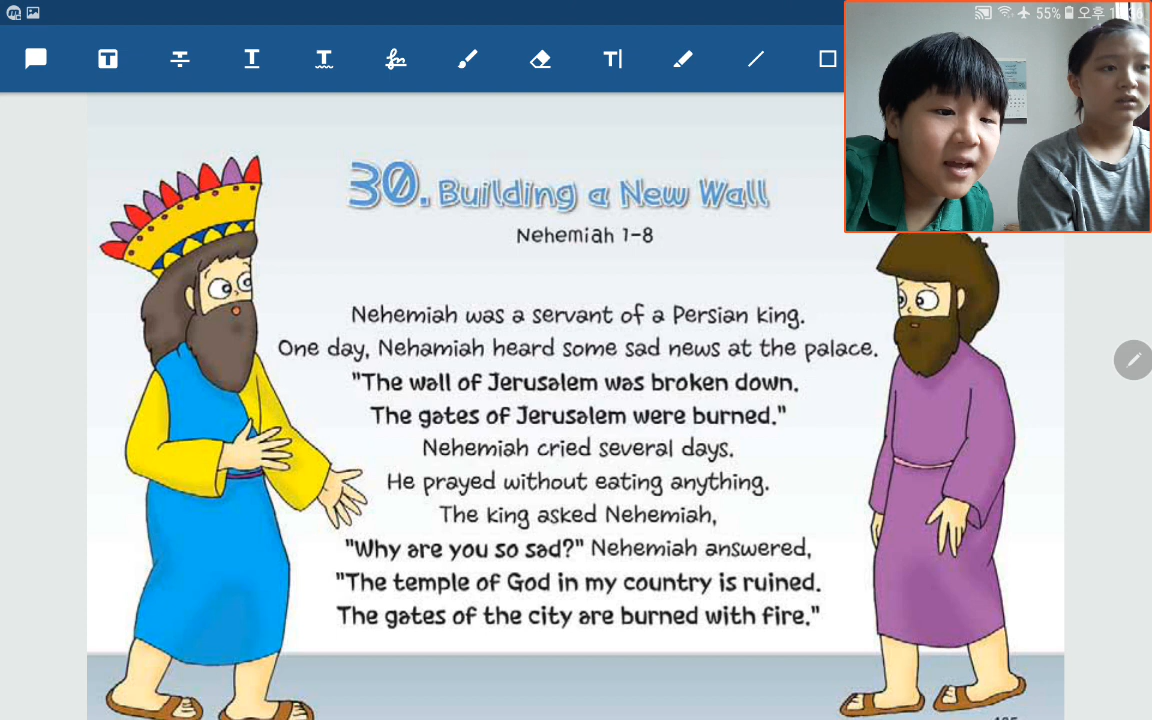 55% 오후
30. Building a New Wall
Nehemiah 1-8
Nehemiah was a servant of a Persian king.
One day, Nehamiah heard some sad news at the palace.
"The wall of Jerusalem was broken down.
The gates of Jerusalem were burned."
Nehemiah cried several days.
He prayed without eating anything.
The king asked Nehemiah,
"Why are you so sad?" Nehemiah answered,
"The temple of God in my country is ruined.
The gates of the city are burned with fire."